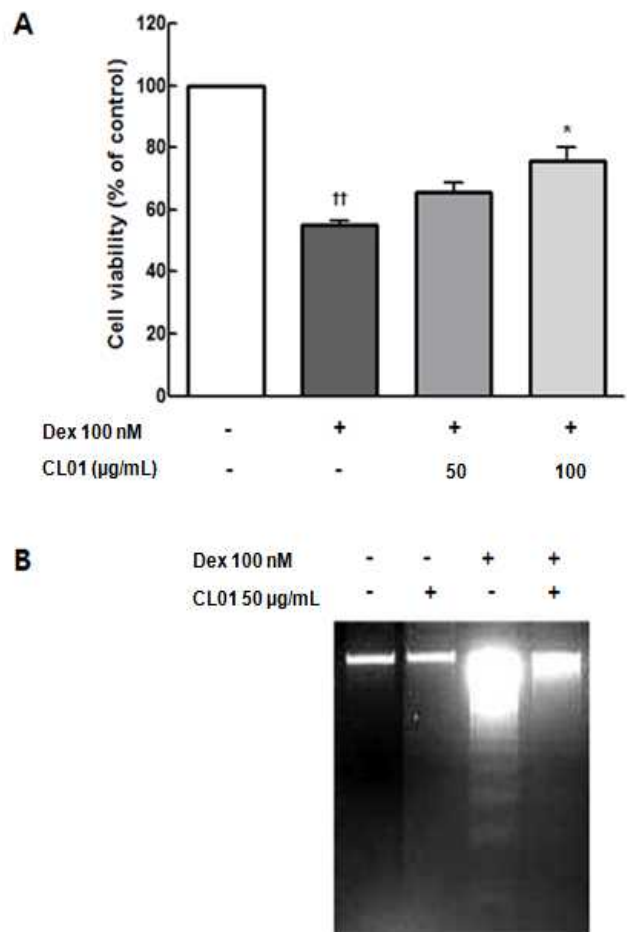 A
120
100
80
60
40
20
0
Cell viability (% of control)
††
*
Dex 100 nM - + + +
CL01 (µg/mL) - - 50 100
B
Dex 100 nM - - + +
CL01 50 µg/mL - + - +